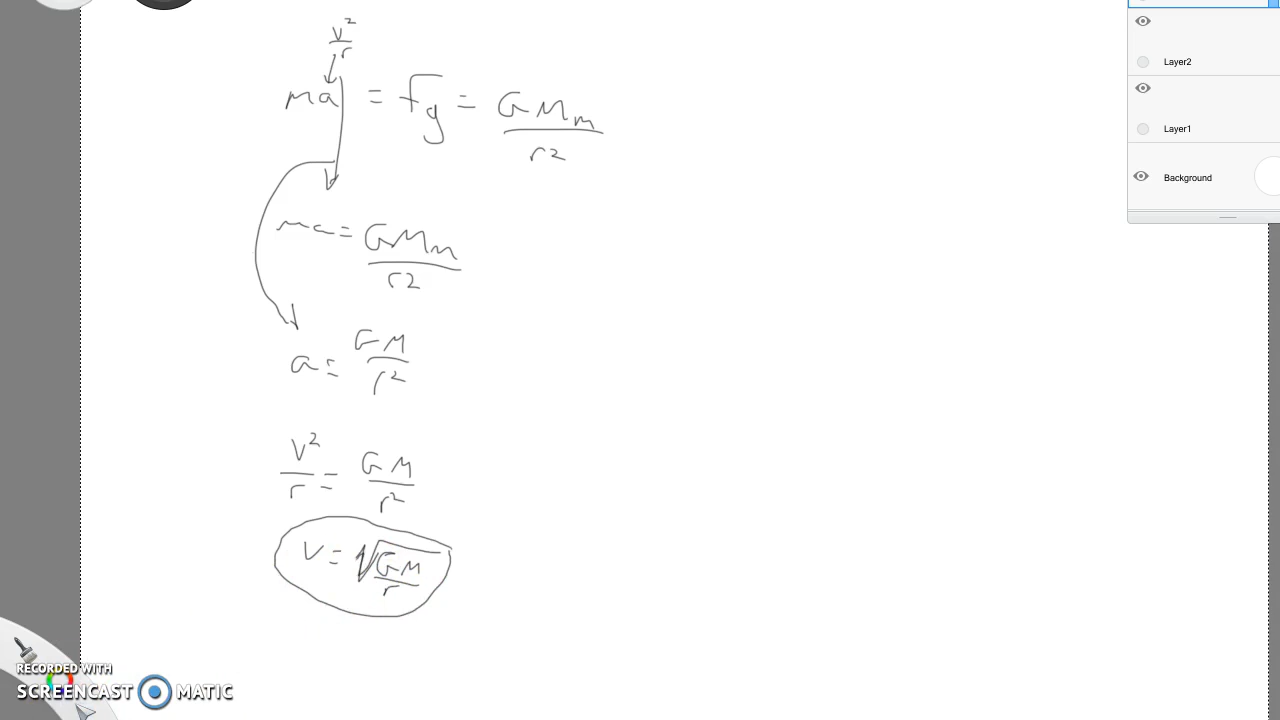 v²/r
ma = Fg = GMm/r²
ma = GMm/r2
a = GM/r²
v²/r = GM/r²
v = √GM/r
Layer2
Layer1
Background
RECORDED WITH
SCREENCAST MATIC